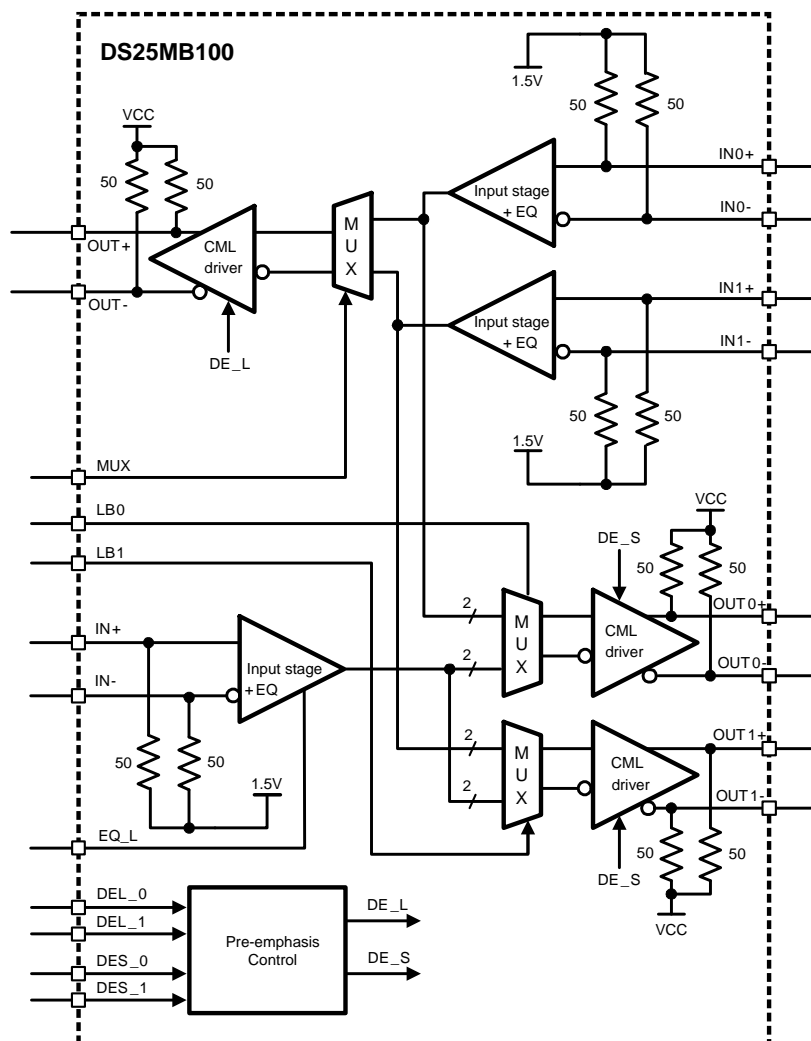 DS25MB100
1.5V
50
50
VCC
50
50
IN0+
IN0-
Input stage
+ EQ
MUX
OUT+
OUT-
CML
driver
DE_L
IN1+
IN1-
Input stage
+ EQ
50
50
1.5V
MUX
LB0
LB1
VCC
DE_S
50
50
2
2
MUX
CML
driver
OUT0+
OUT0-
IN+
IN-
Input stage
+EQ
50
50
1.5V
2
2
MUX
CML
driver
OUT1+
OUT1-
EQ_L
DE_S
50
50
VCC
DEL_0
DEL_1
DES_0
DES_1
Pre-emphasis
Control
DE_L
DE_S